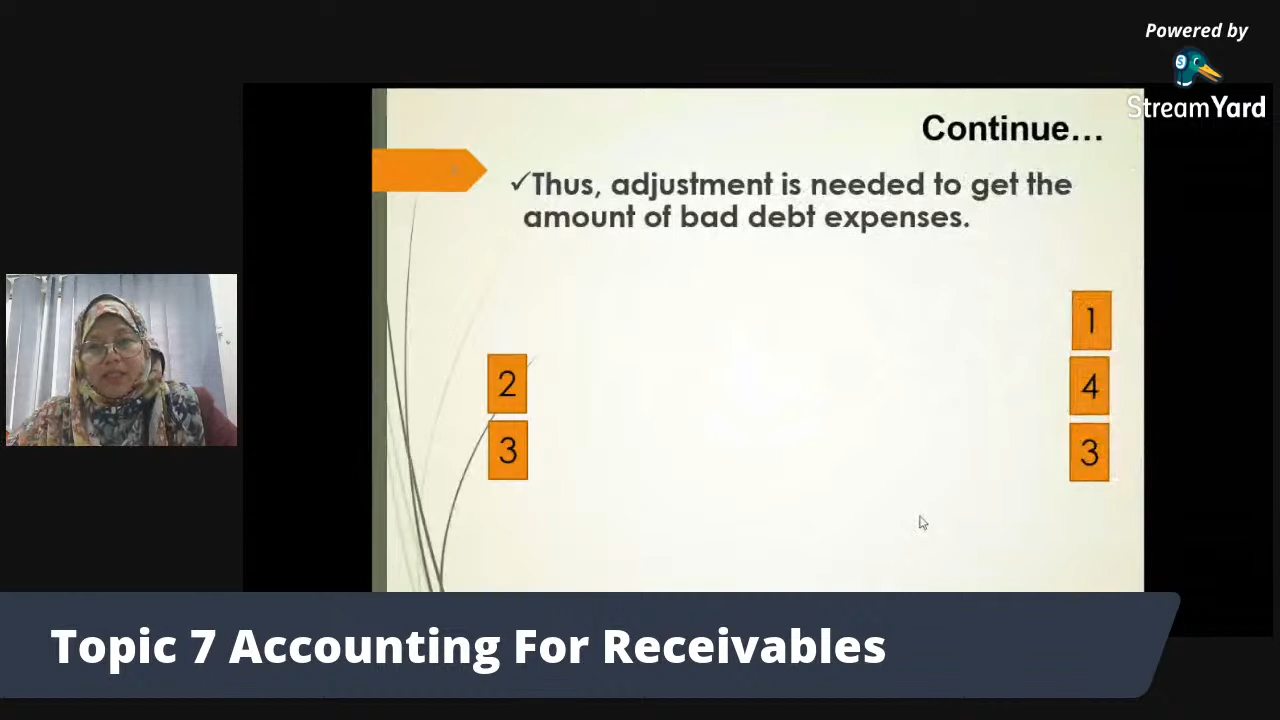 Powered by
StreamYard
Continue...
✓Thus, adjustment is needed to get the
amount of bad debt expenses.
1
2
4
3
3
Topic 7 Accounting For Receivables